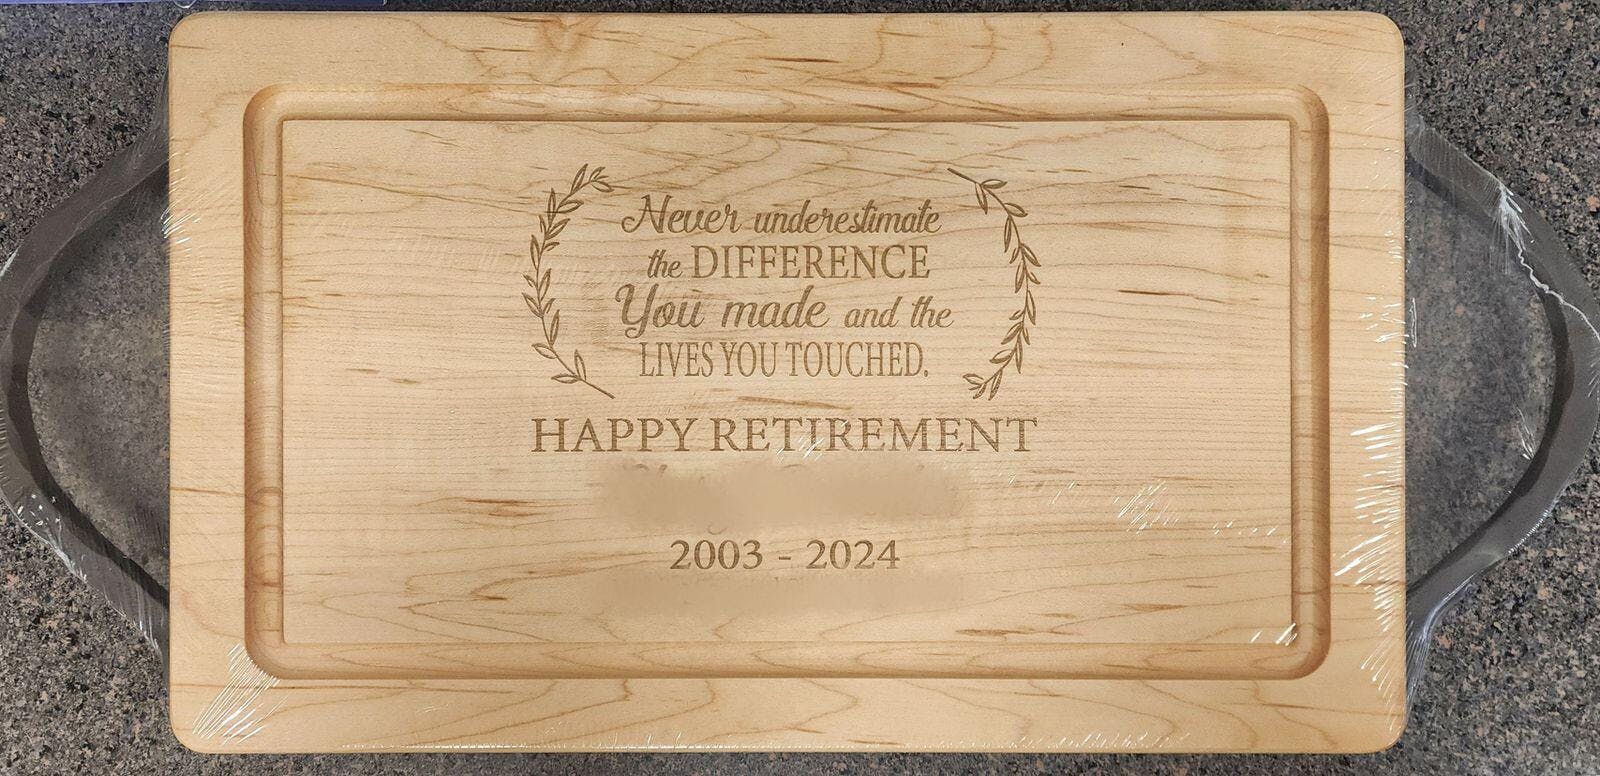 Never underestimate
the DIFFERENCE
You made and the
LIVES YOU TOUCHED.
HAPPY RETIREMENT
2003 - 2024